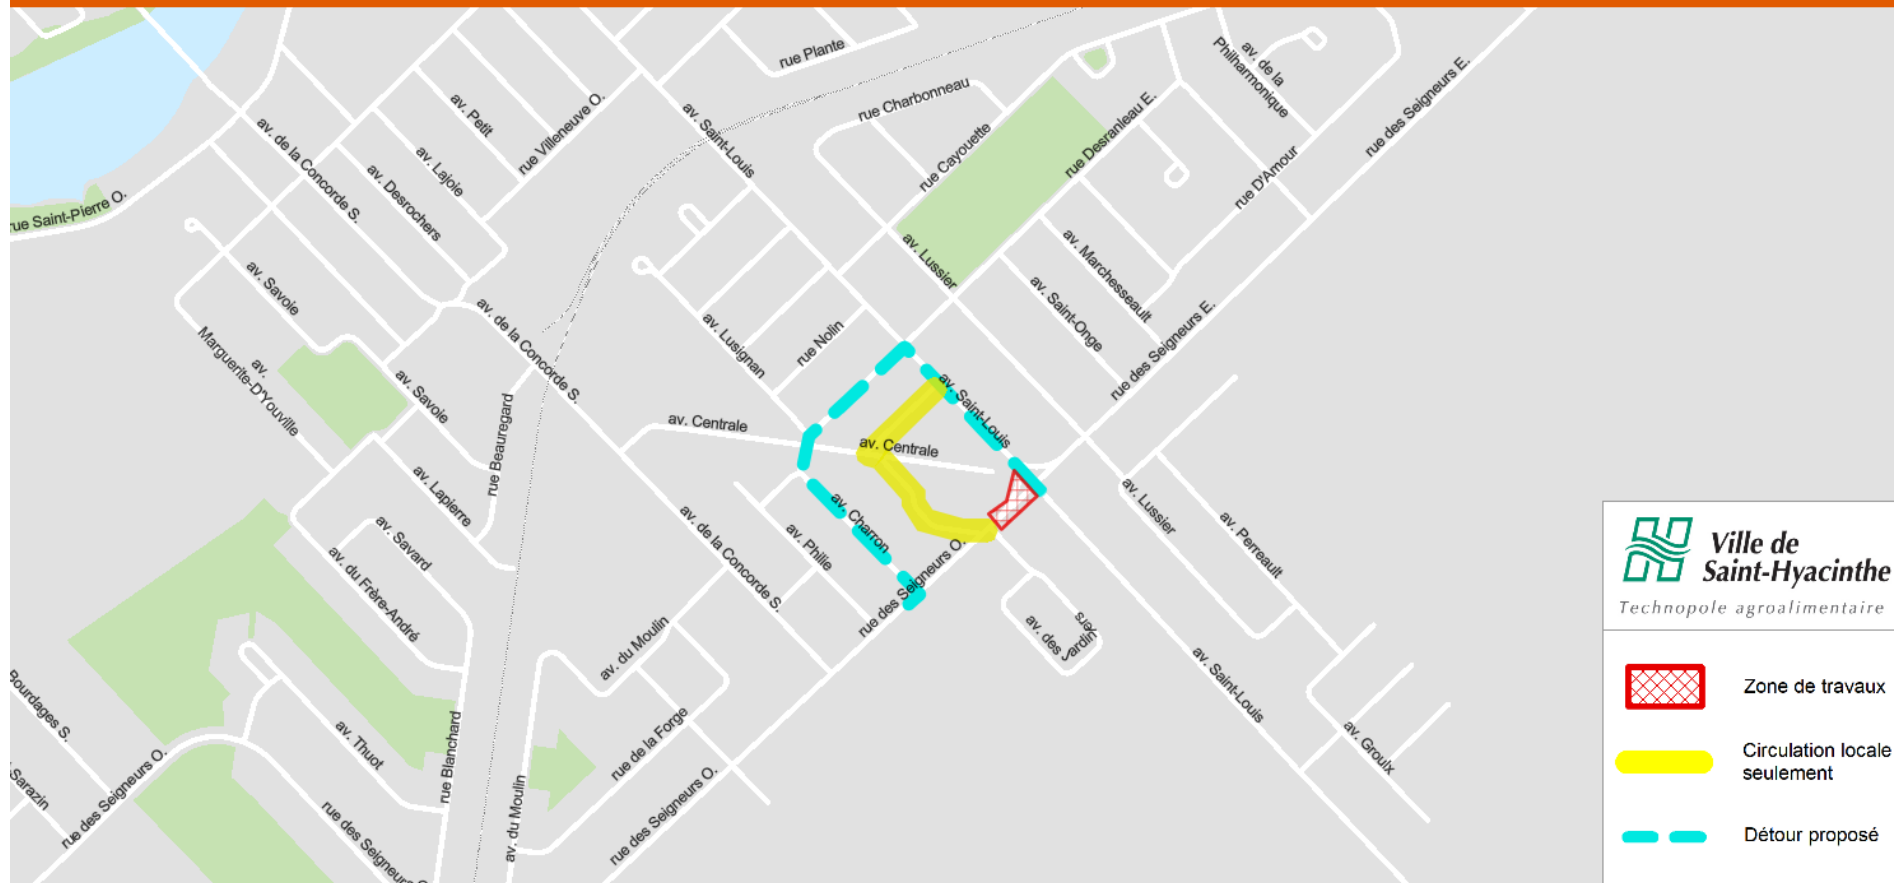 rue Plante
av. de la
Philharmonique
rue des Seigneurs E.
rue Charbonneau
av. Petit
rue Villeneuve O.
av. Saint-Louis
rue Desranleau E.
av. de la Concorde S.
av. Lajoie
rue Cayouette
av. Desrochers
rue D'Amour
rue Saint-Pierre O.
av. Savoie
av. Lussier
av. Marchesseault
av. Saint-Onge
av. de la Concorde S.
av. Lusignan
rue Nolin
rue des Seigneurs E.
av.
Marguerite-D'Youville
av. Savoie
rue Beauregard
av. Centrale
av. Centrale
av. Saint-Louis
av. Lapierre
av. Charron
av. Lussier
av. Perreault
av. Savard
av. de la Concorde S.
av. Philie
rue des Seigneurs O.
av. du Frère-André
av. du Moulin
av. des Jardiniers
av. Saint-Louis
Bourdages S.
av. Thuot
rue Blanchard
rue de la Forge
av. Groulx
Sarazin
rue des Seigneurs O.
rue des Seigneurs O.
av. du Moulin
rue des Seigneurs O.
Ville de
Saint-Hyacinthe
Technopole agroalimentaire
Zone de travaux
Circulation locale
seulement
Détour proposé